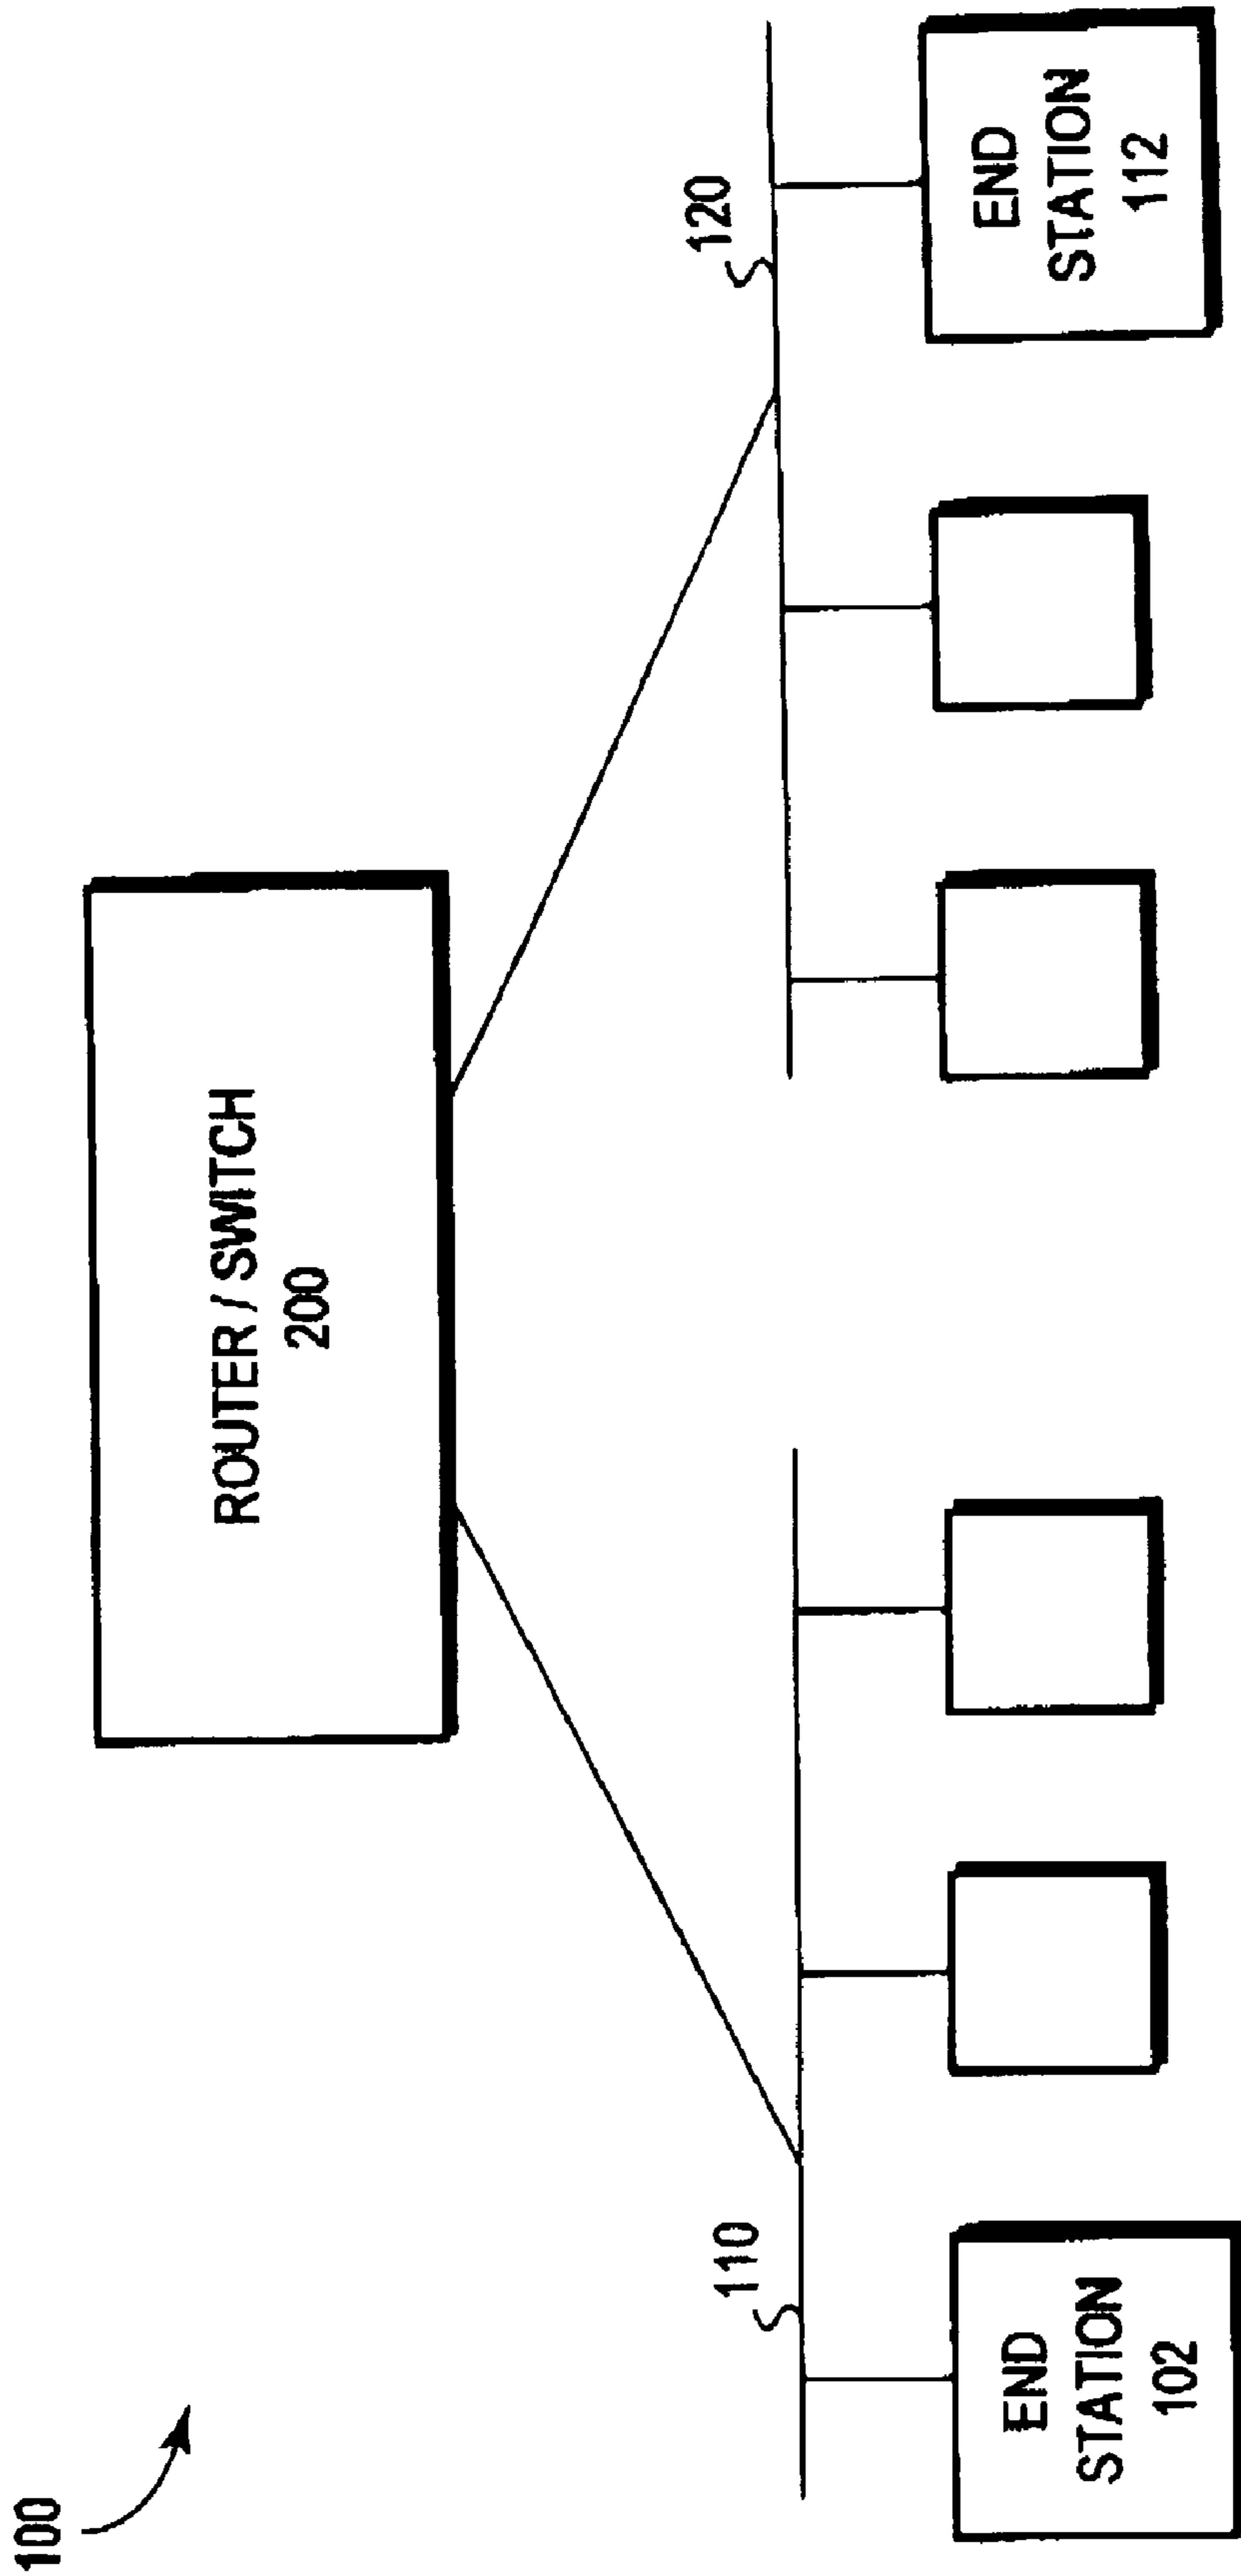 100
ROUTER / SWITCH
200
110
120
END
STATION
102
END
STATION
112